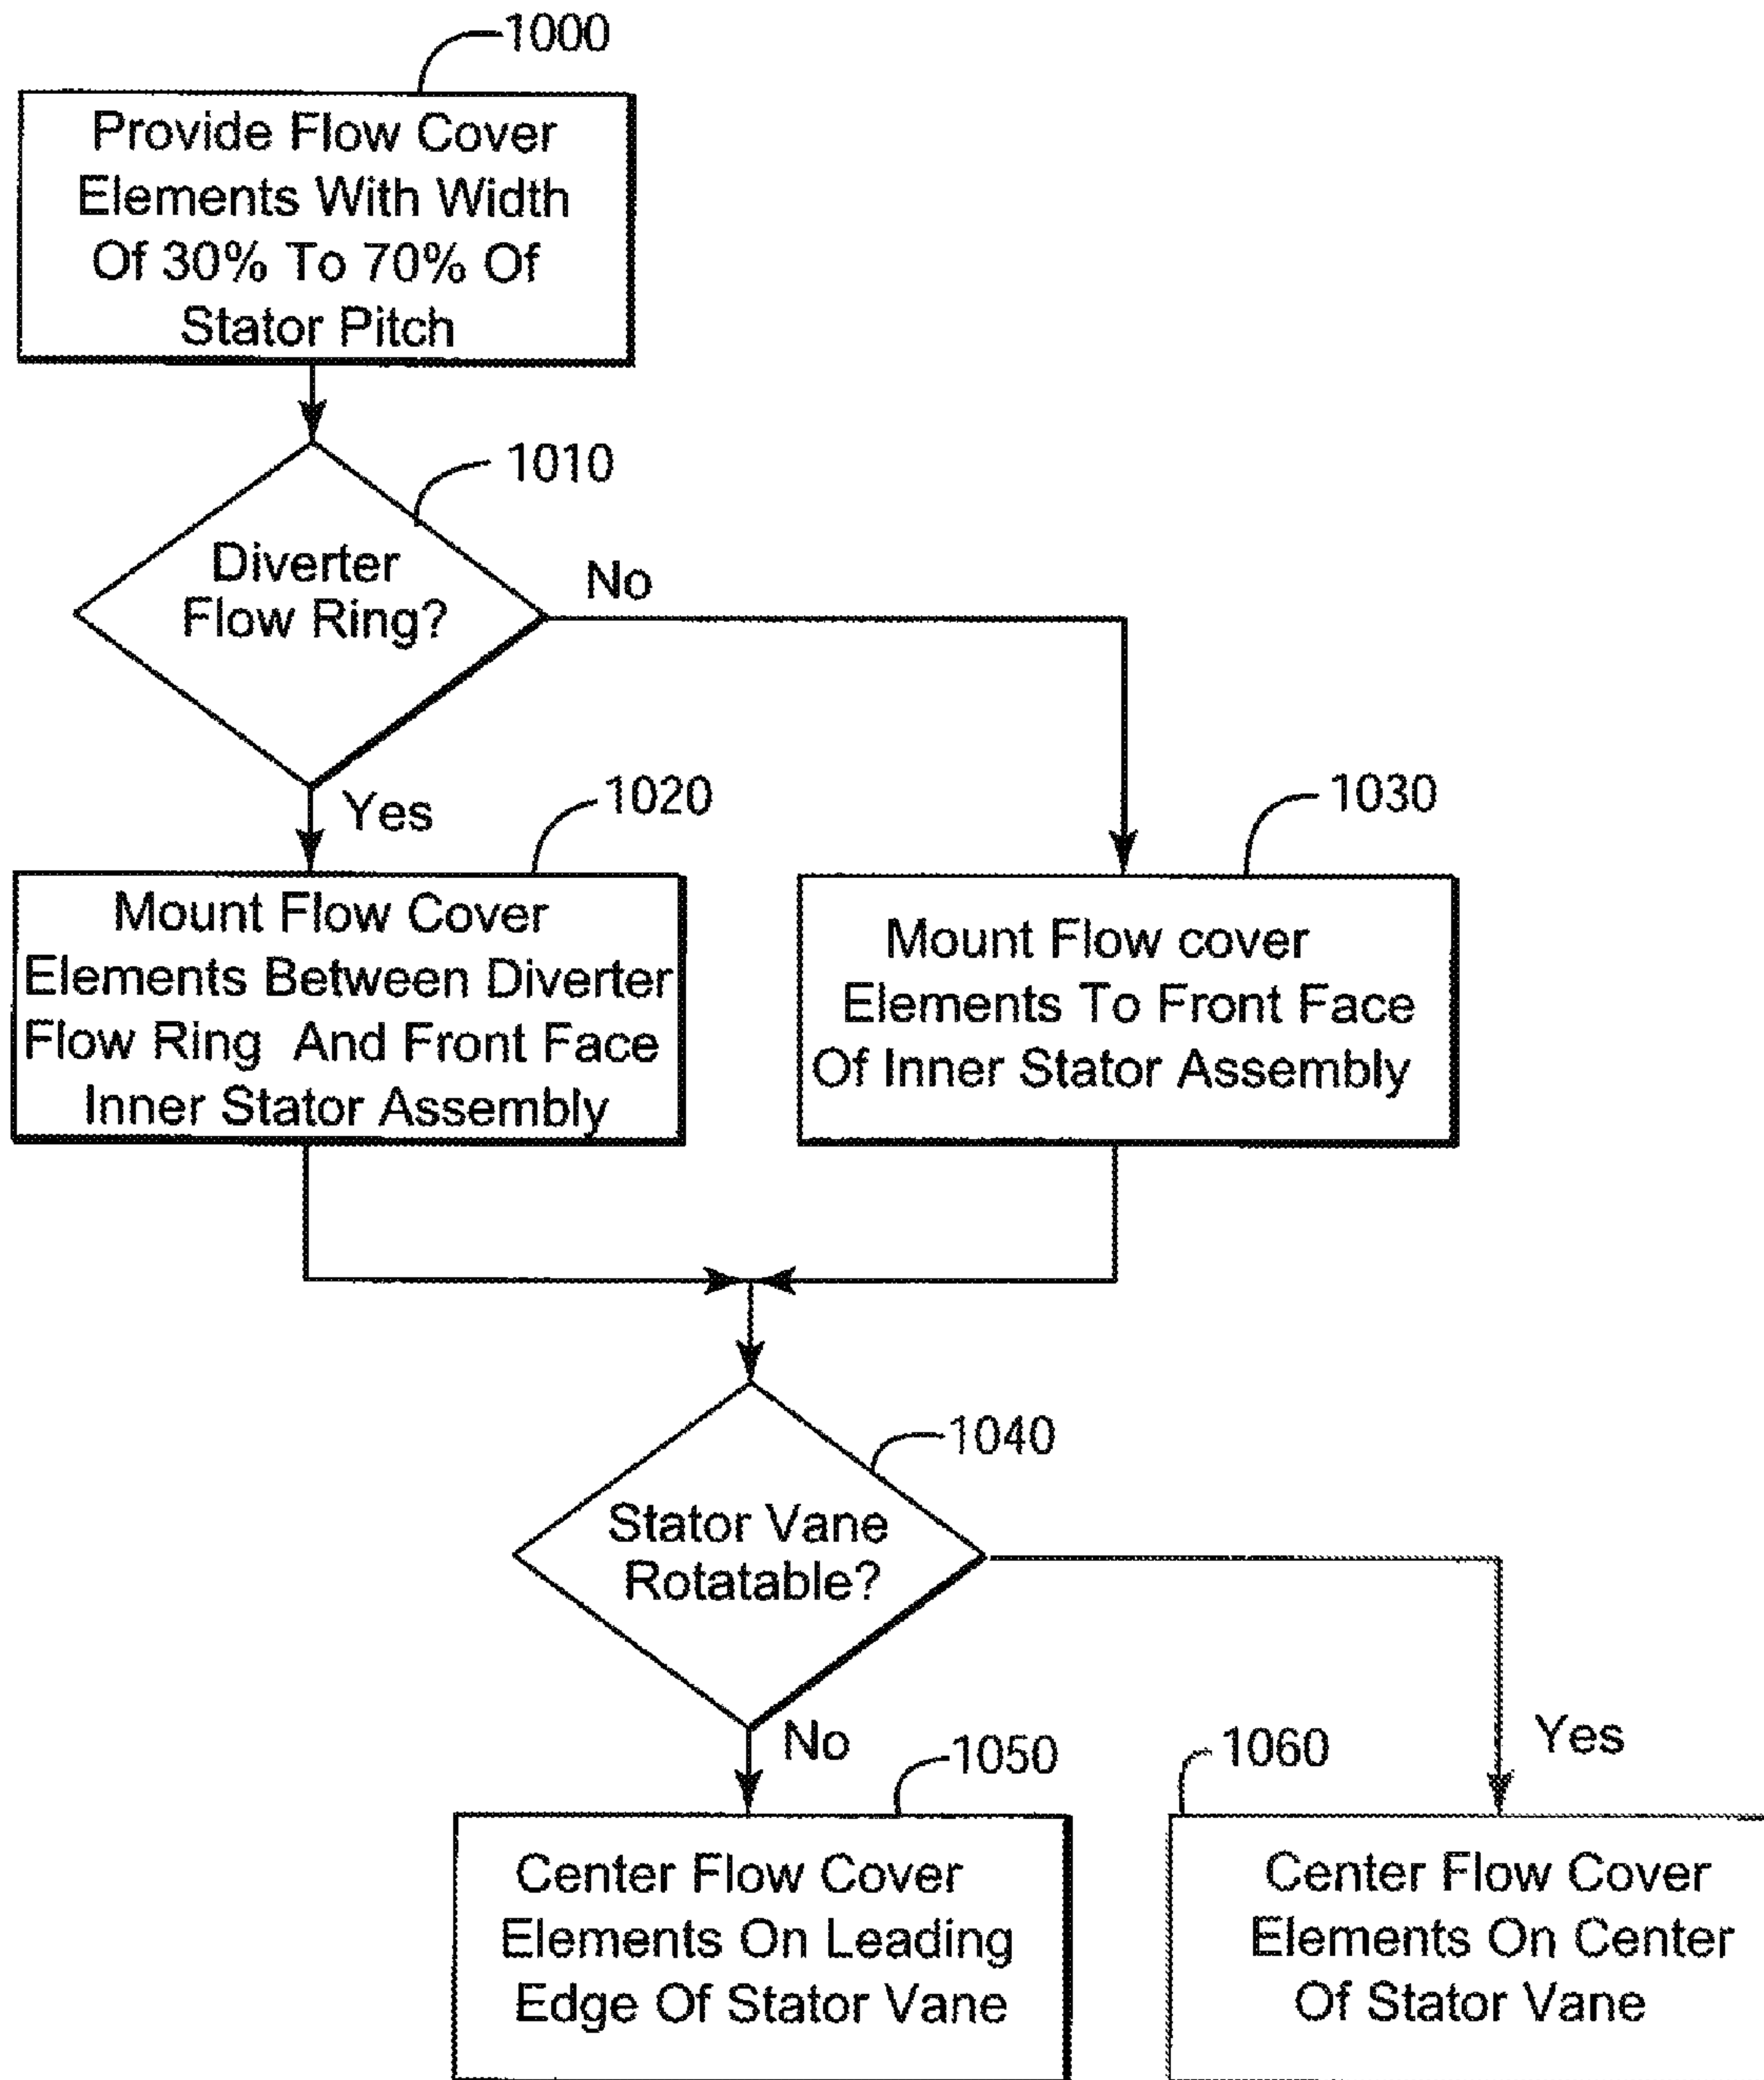 1000
Provide Flow Cover
Elements With Width
Of 30% To 70% Of
Stator Pitch
1010
Diverter
Flow Ring?
No
Yes
1020
Mount Flow Cover
Elements Between Diverter
Flow Ring And Front Face
Inner Stator Assembly
1030
Mount Flow cover
Elements To Front Face
Of Inner Stator Assembly
1040
Stator Vane
Rotatable?
No
Yes
1050
Center Flow Cover
Elements On Leading
Edge Of Stator Vane
1060
Center Flow Cover
Elements On Center
Of Stator Vane